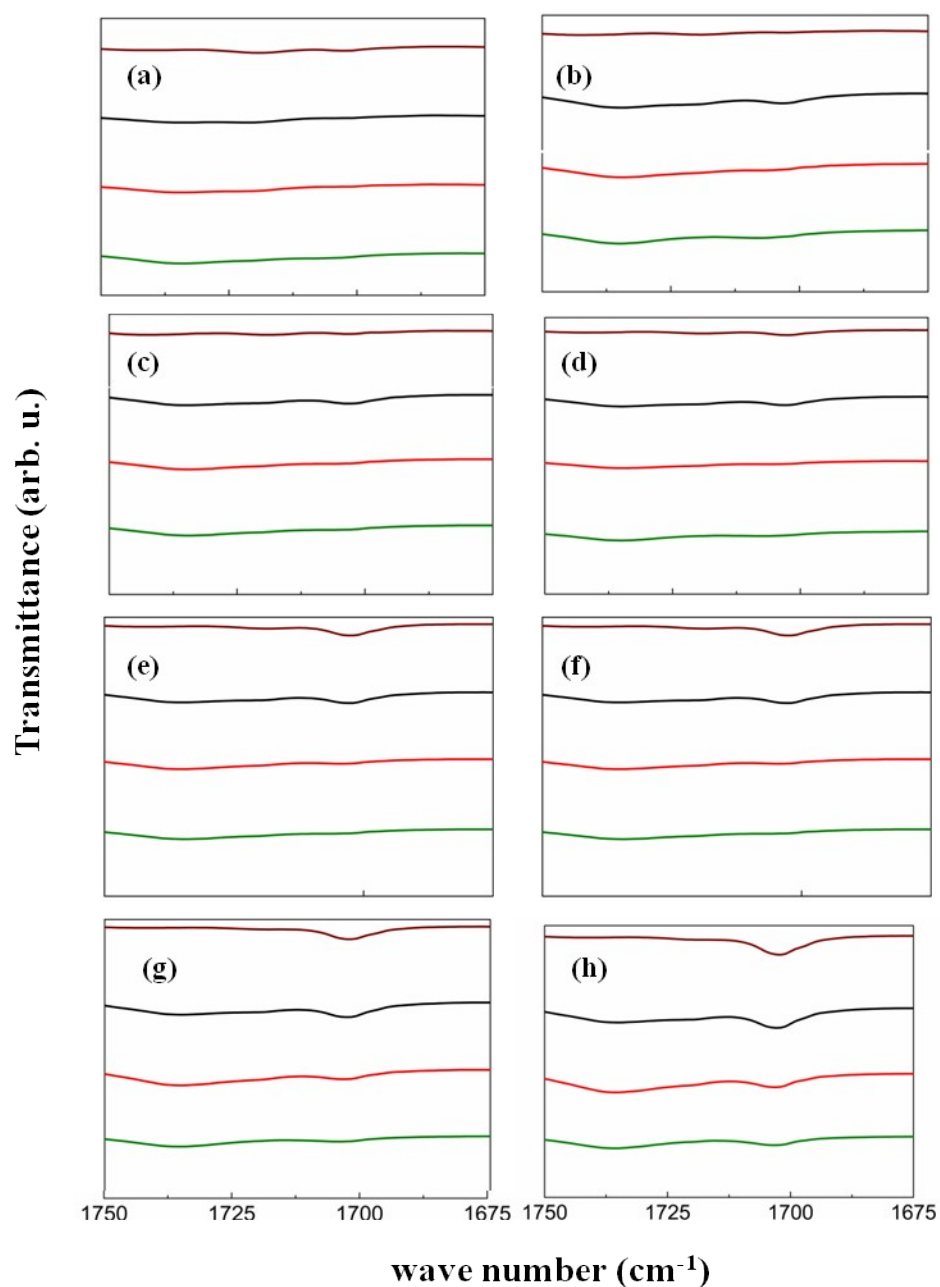 (a)
(b)
(c)
(d)
Transmittance (arb. u.)
(e)
(f)
(g)
(h)
1750 1725 1700 1675 1750 1725 1700 1675
wave number (cm⁻¹)